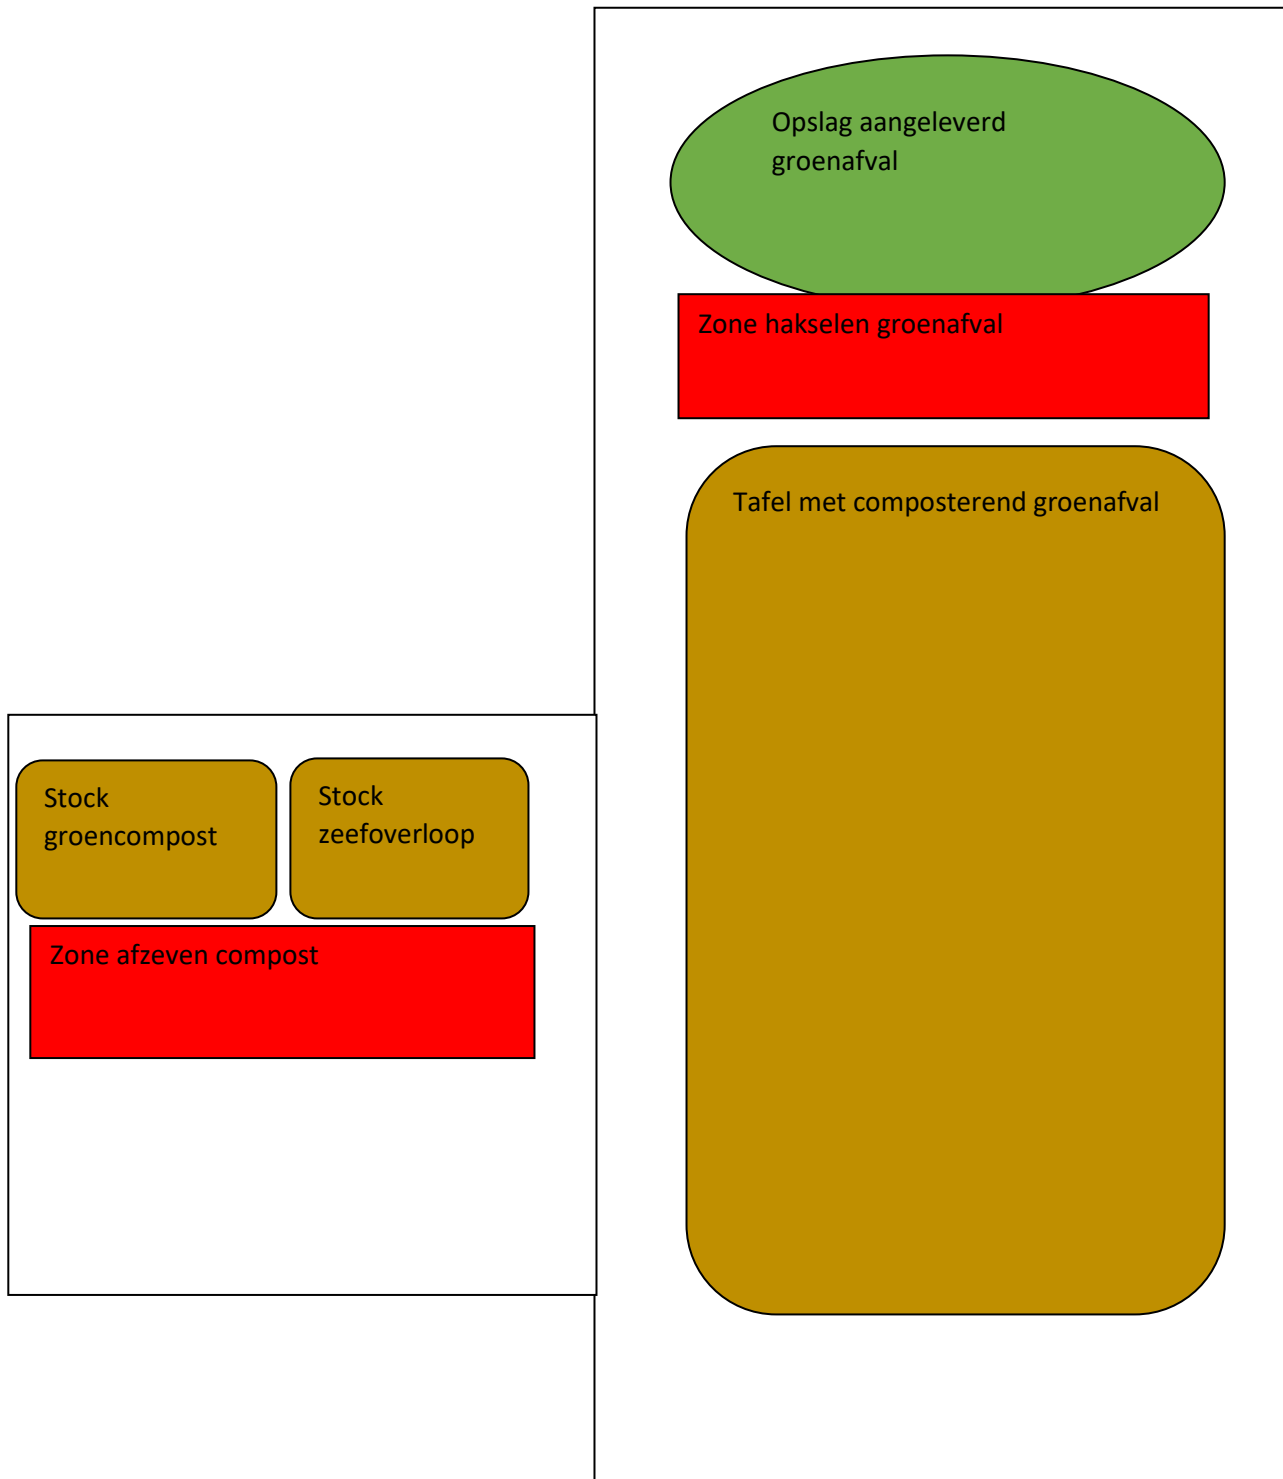 Opslag aangeleverd
groenafval
Zone hakselen groenafval
Tafel met composterend groenafval
Stock
groencompost
Stock
zeefoverloop
Zone afzeven compost